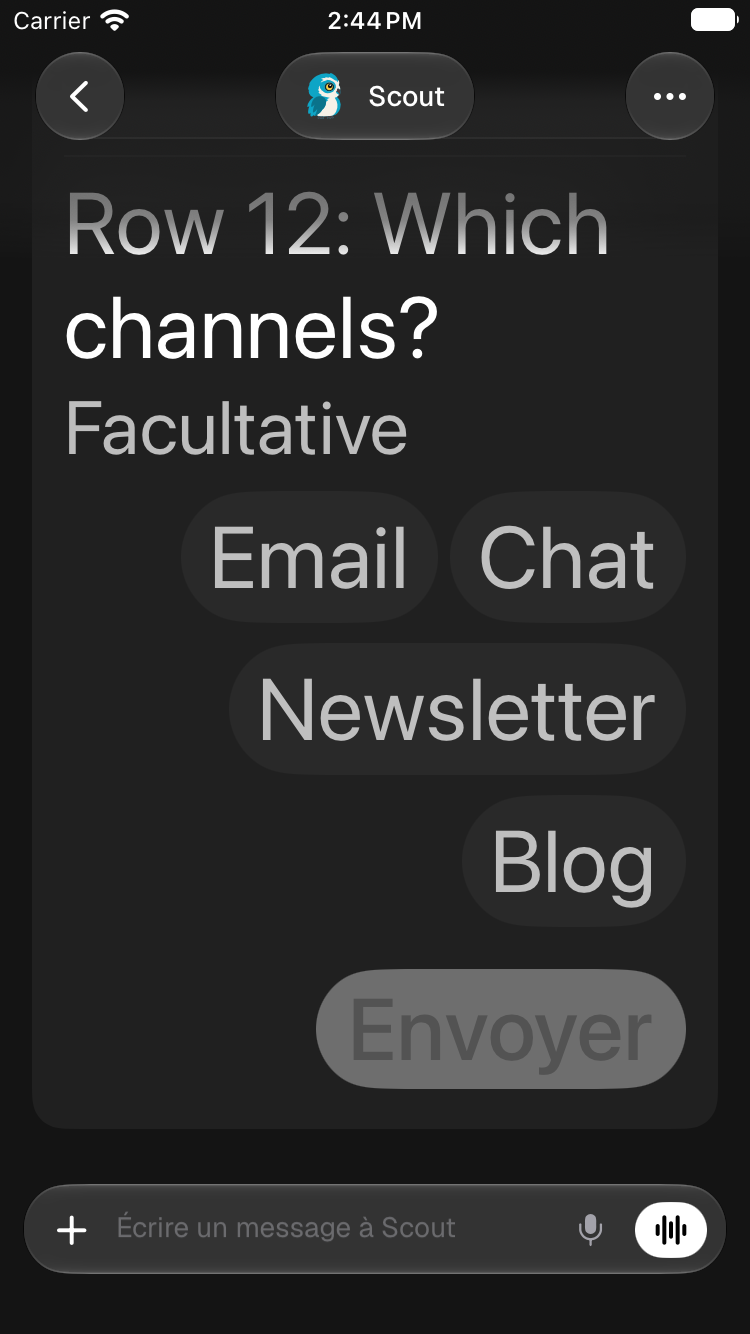 Carrier 2:44 PM
Scout
Row 12: Which
channels?
Facultative
Email Chat
Newsletter
Blog
Envoyer
Écrire un message à Scout